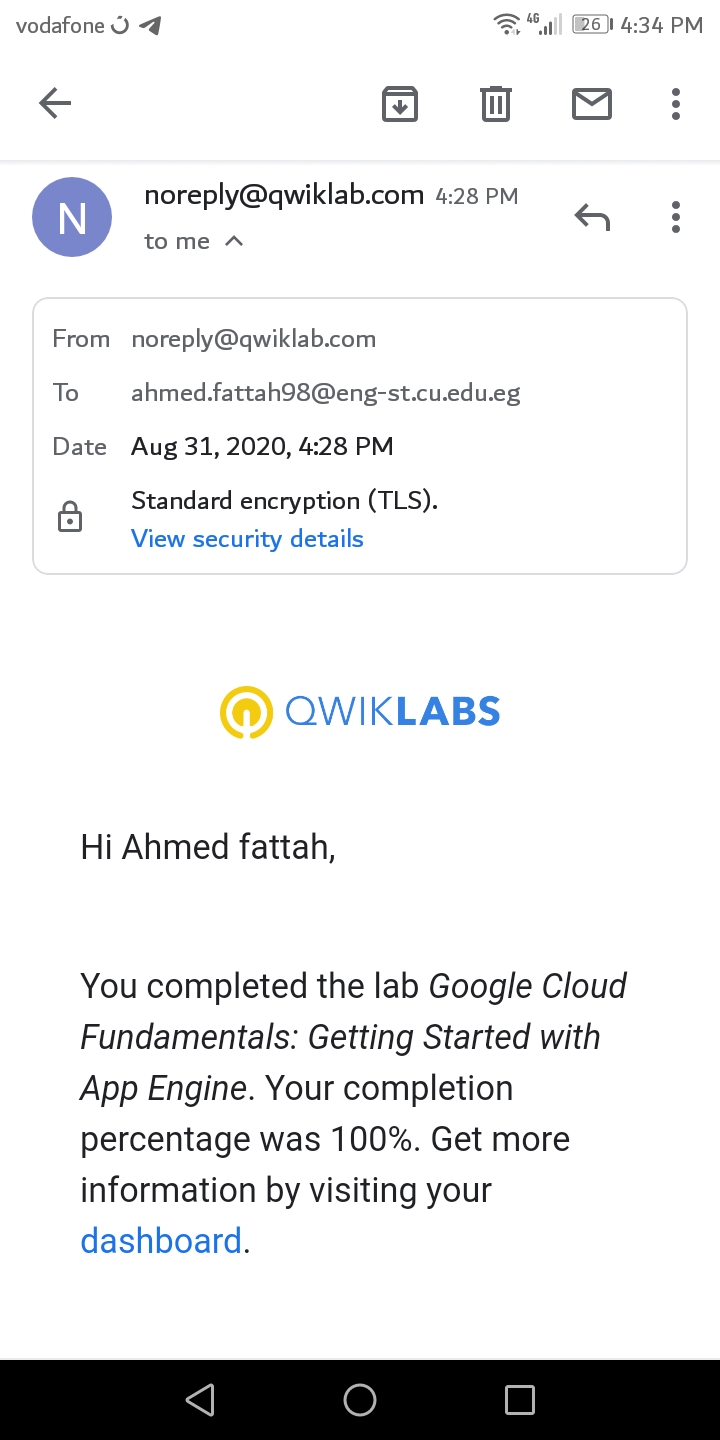 vodafone 4G 26 4:34 PM
N
noreply@qwiklab.com 4:28 PM
to me
From noreply@qwiklab.com
To ahmed.fattah98@eng-st.cu.edu.eg
Date Aug 31, 2020, 4:28 PM
Standard encryption (TLS).
View security details
QWIKLABS
Hi Ahmed fattah,
You completed the lab Google Cloud
Fundamentals: Getting Started with
App Engine. Your completion
percentage was 100%. Get more
information by visiting your
dashboard.